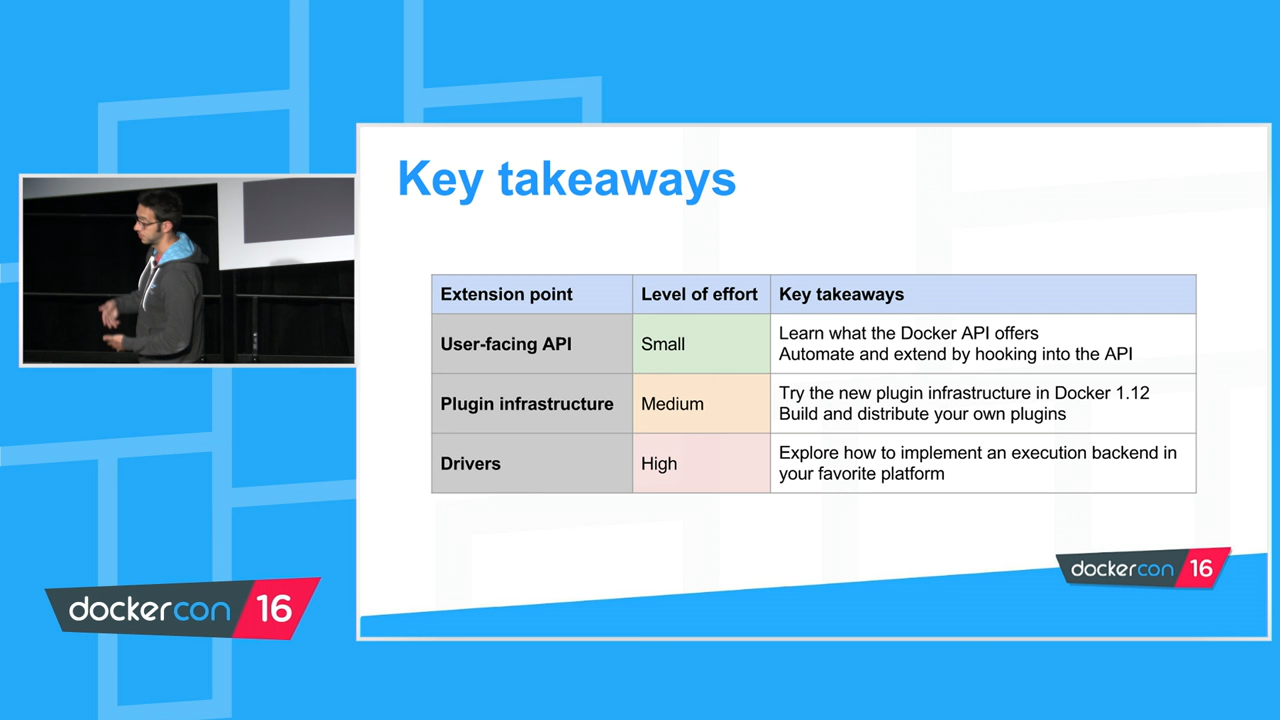 Key takeaways
Extension point Level of effort Key takeaways
User-facing API Small Learn what the Docker API offers
Automate and extend by hooking into the API
Plugin infrastructure Medium Try the new plugin infrastructure in Docker 1.12
Build and distribute your own plugins
Drivers High Explore how to implement an execution backend in
your favorite platform
dockercon 16
dockercon 16